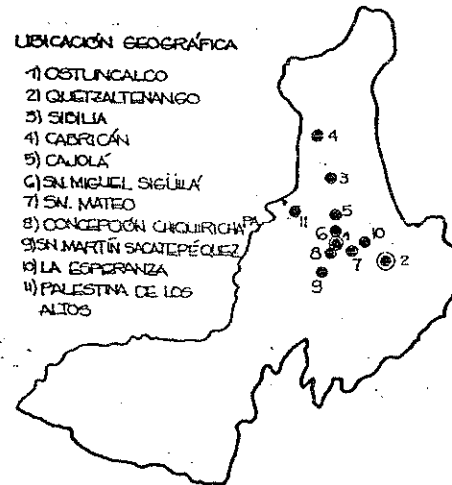 UBICACIÓN GEOGRÁFICA
1) OSTUNCALCO
2) QUETZALTENANGO
3) SIBILIA
4) CABRICÁN
5) CAJOLÁ
6) SN. MIGUEL SIGÜILÁ
7) SN. MATEO
8) CONCEPCIÓN CHIQUIRICHAPA
9) SN. MARTÍN SACATEPÉQUEZ
10) LA ESPERANZA
11) PALESTINA DE LOS
ALTOS
4
3
11
5
6
1
10
8
7
2
9